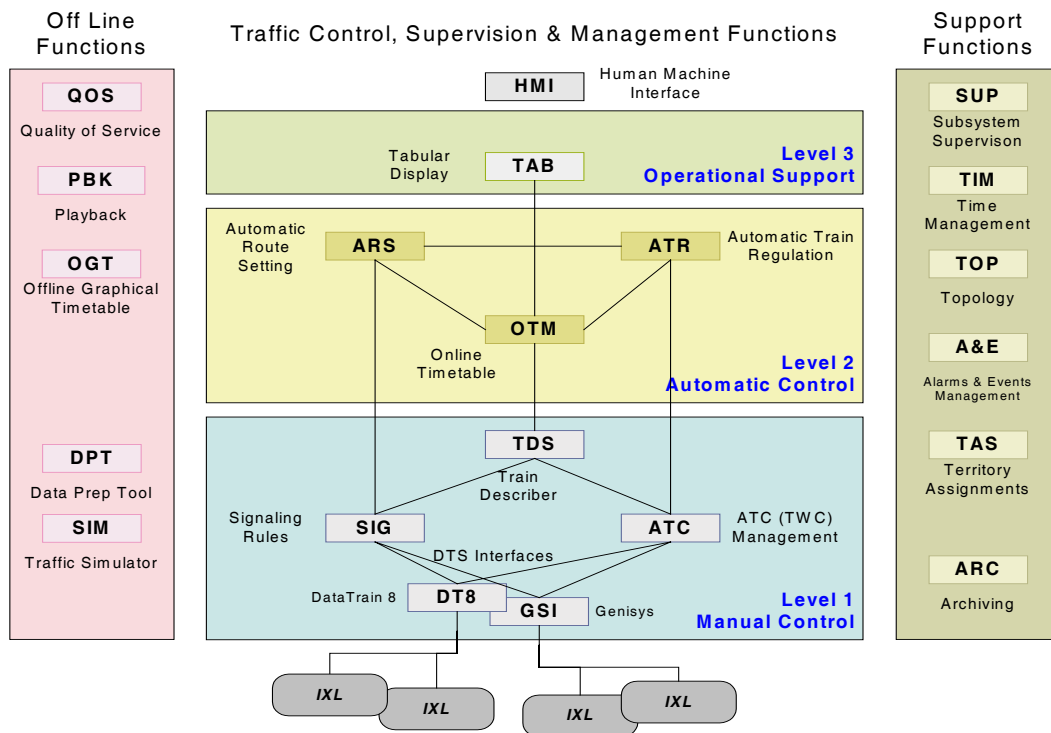 Off Line
Functions
Traffic Control, Supervision & Management Functions
Support
Functions
QOS
Quality of Service
PBK
Playback
OGT
Offline Graphical
Timetable
DPT
Data Prep Tool
SIM
Traffic Simulator
HMI
Human Machine
Interface
Tabular
Display
TAB
Level 3
Operational Support
Automatic
Route
Setting
ARS
ATR
Automatic Train
Regulation
OTM
Online
Timetable
Level 2
Automatic Control
TDS
Train
Describer
Signaling
Rules
SIG
ATC
ATC (TWC)
Management
DTS Interfaces
DataTrain 8
DT8
GSI
Genisys
Level 1
Manual Control
IXL
IXL
IXL
IXL
SUP
Subsystem
Supervison
TIM
Time
Management
TOP
Topology
A&E
Alarms & Events
Management
TAS
Territory
Assignments
ARC
Archiving